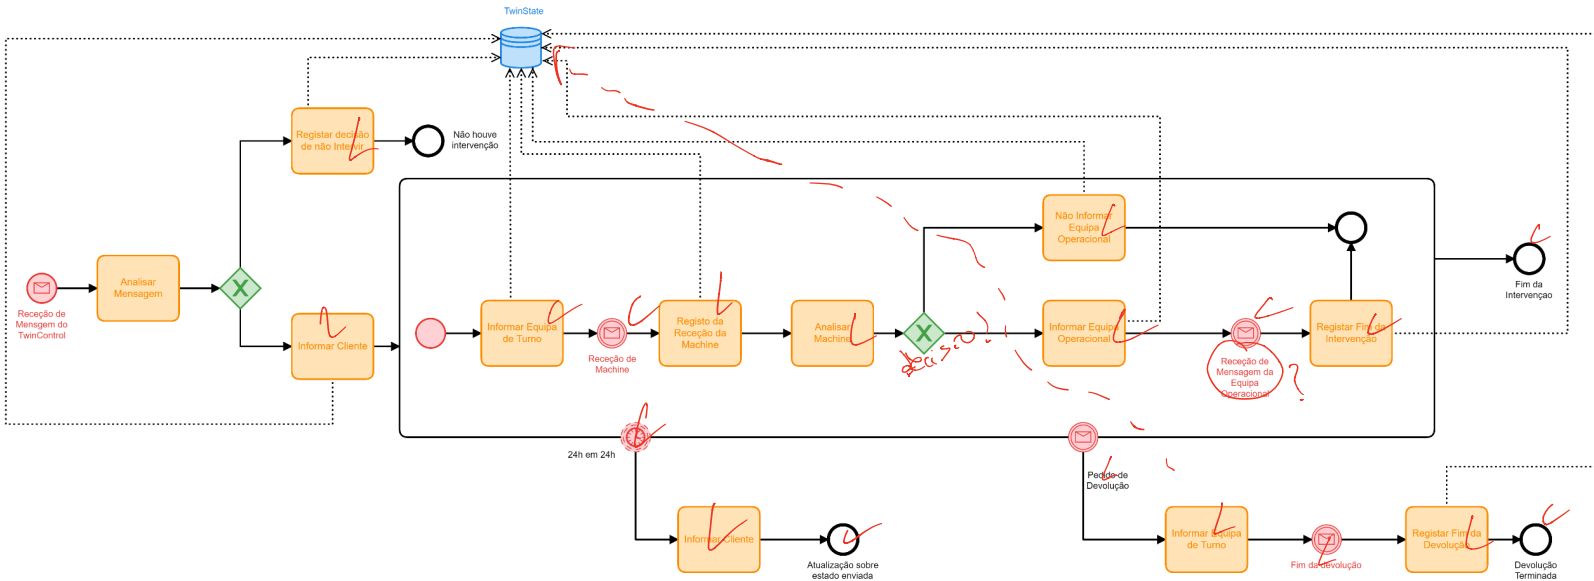 TwinState
Registar decisão
de não Intervir
Não houve
intervenção
Receção de
Mensgem do
TwinControl
Analisar
Mensagem
Informar Cliente
Informar Equipa
de Turno
Receção de
Machine
Registo da
Receção da
Machine
Analisar
Machine
decisão?
Não Informar
Equipa
Operacional
Informar Equipa
Operacional
Receção de
Mensagem da
Equipa
Operacional
?
Registar Fim da
Intervenção
Fim da
Intervençao
24h em 24h
Informar Cliente
Atualização sobre
estado enviada
Pedido de
Devolução
Informar Equipa
de Turno
Fim da devolução
Registar Fim da
Devolução
Devolução
Terminada